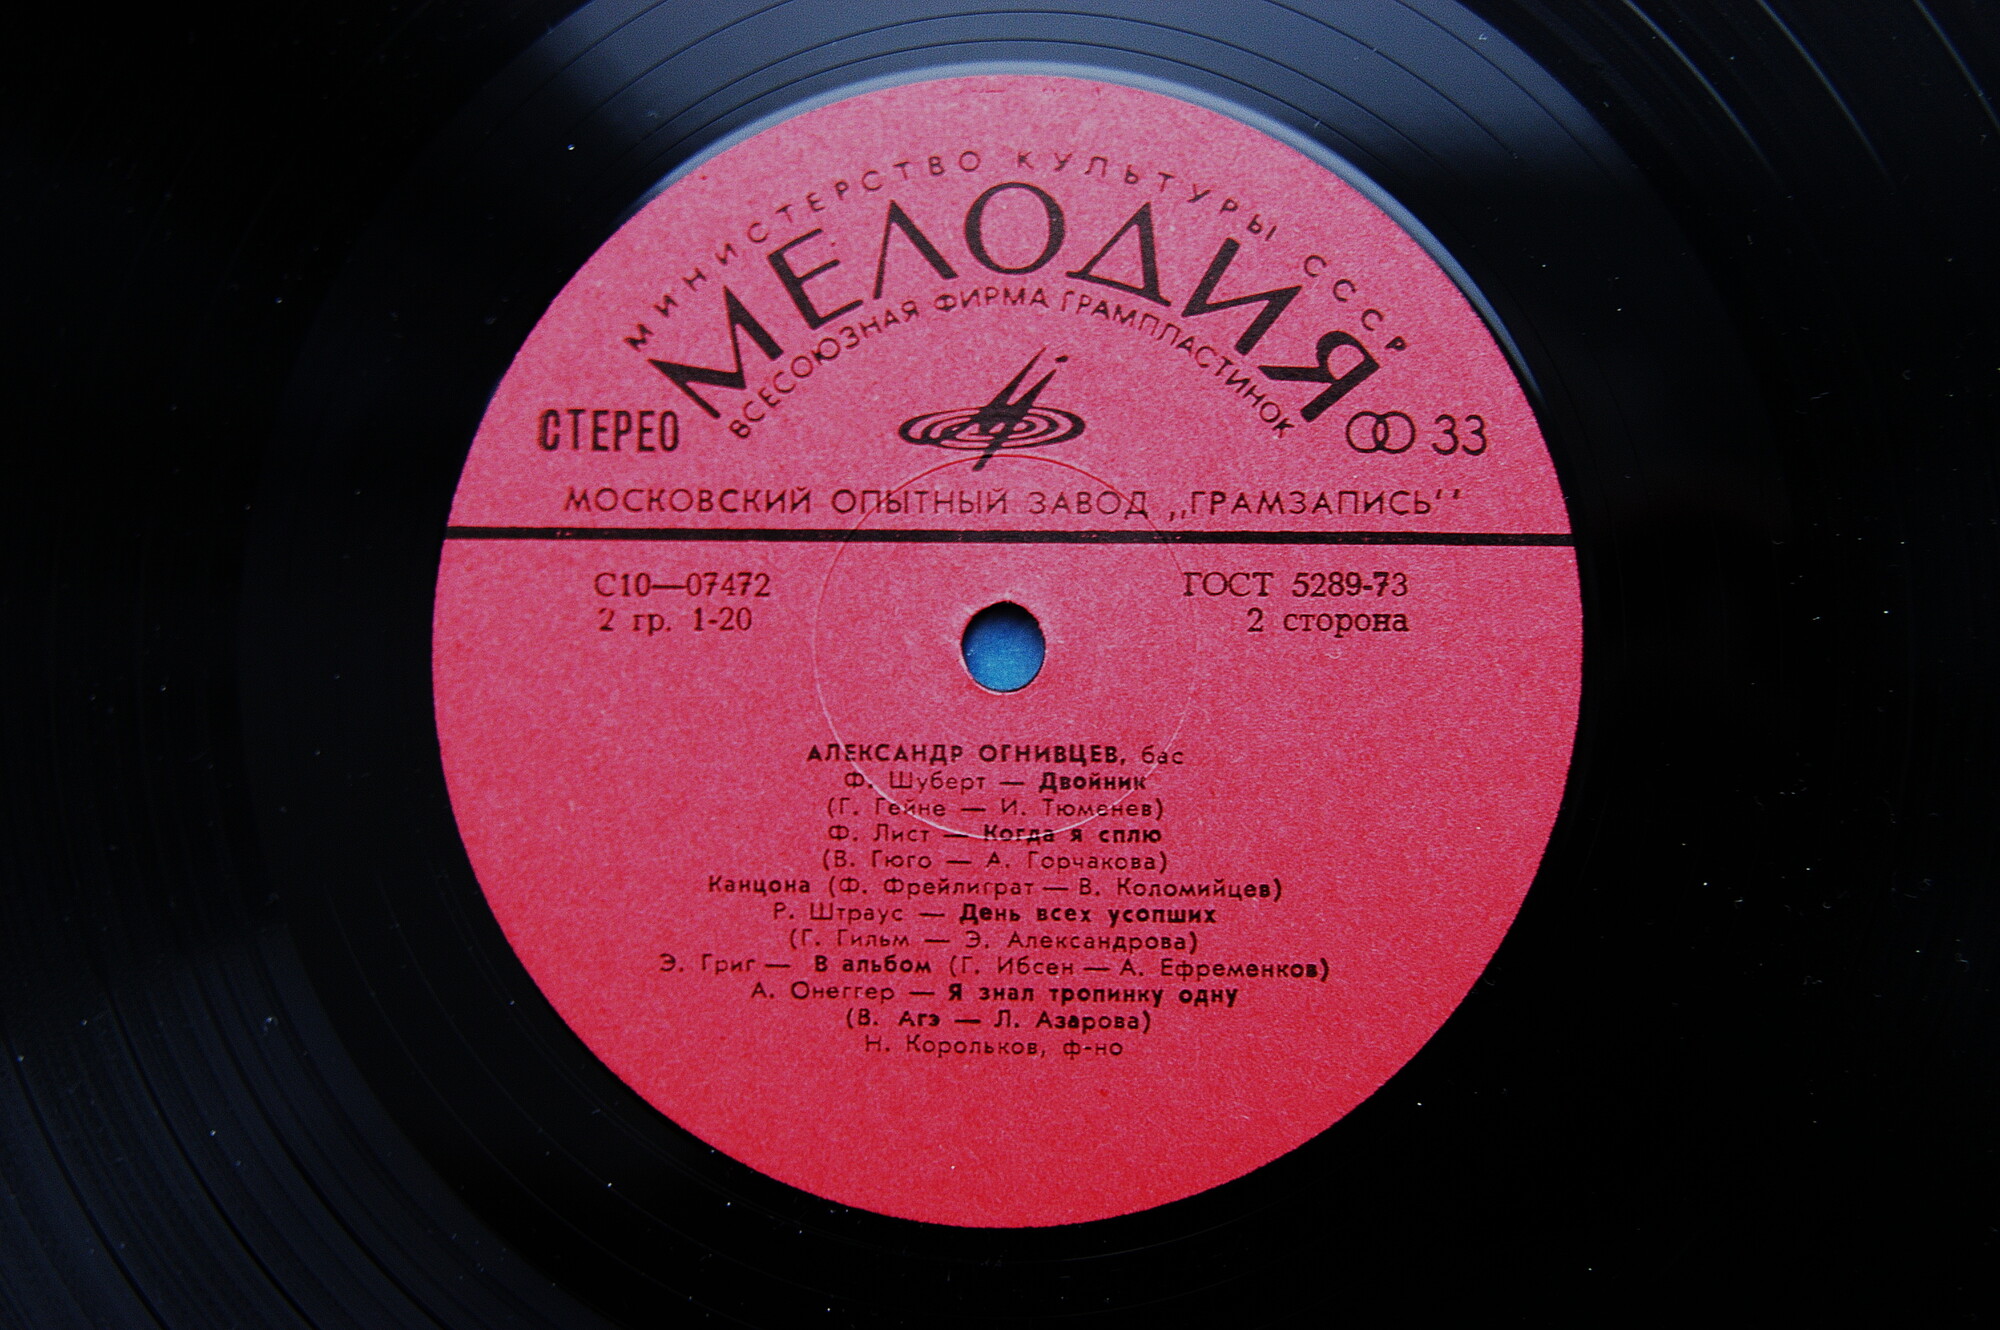 МИНИСТЕРСТВО КУЛЬТУРЫ СССР
МЕЛОДИЯ
ВСЕСОЮЗНАЯ ФИРМА ГРАМПЛАСТИНОК
СТЕРЕО
33
МОСКОВСКИЙ ОПЫТНЫЙ ЗАВОД „ГРАМЗАПИСЬ“
С10—07472
ГОСТ 5289-73
2 гр. 1-20
2 сторона
АЛЕКСАНДР ОГНИВЦЕВ, бас
Ф. Шуберт — Двойник
(Г. Гейне — И. Тюменев)
Ф. Лист — Когда я сплю
(В. Гюго — А. Горчакова)
Канцона (Ф. Фрейлиграт — В. Коломийцев)
Р. Штраус — День всех усопших
(Г. Гильм — Э. Александрова)
Э. Григ — В альбом (Г. Ибсен — А. Ефременков)
А. Онеггер — Я знал тропинку одну
(В. Агэ — Л. Азарова)
Н. Корольков, ф-но